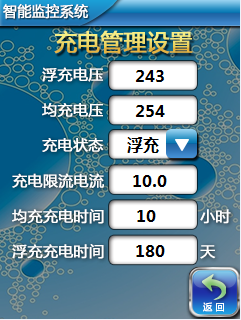 智能监控系统
充电管理设置
浮充电压 243
均充电压 254
充电状态 浮充
充电限流电流 10.0
均充充电时间 10 小时
浮充充电时间 180 天
返回